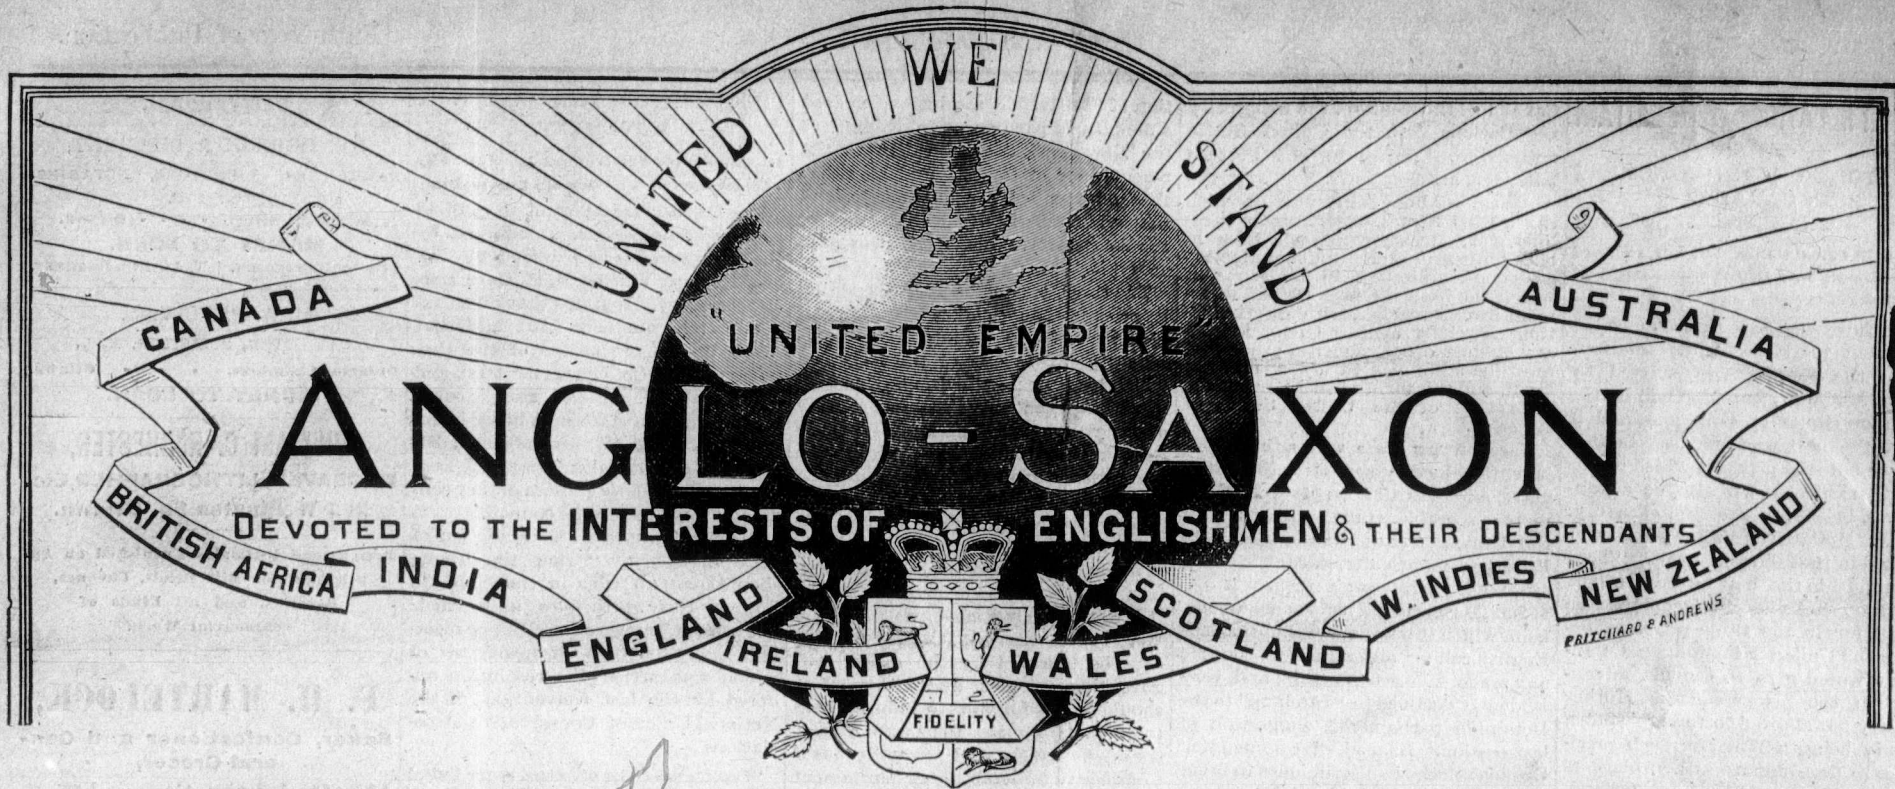 UNITED WE STAND
"UNITED EMPIRE"
CANADA
AUSTRALIA
ANGLO-SAXON
DEVOTED TO THE INTERESTS OF ENGLISHMEN & THEIR DESCENDANTS
BRITISH AFRICA
INDIA
ENGLAND
IRELAND
WALES
SCOTLAND
W. INDIES
NEW ZEALAND
PRITCHARD & ANDREWS
FIDELITY